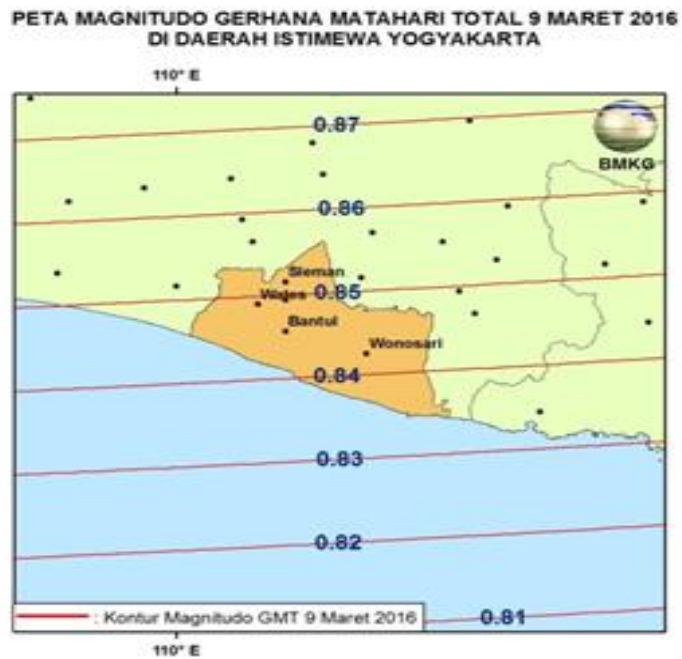 PETA MAGNITUDO GERHANA MATAHARI TOTAL 9 MARET 2016
DI DAERAH ISTIMEWA YOGYAKARTA
110° E
0.87
BMKG
0.86
Sleman
0.85
Wates
Bantul
Wonosari
0.84
0.83
0.82
: Kontur Magnitudo GMT 9 Maret 2016
0.81
110° E